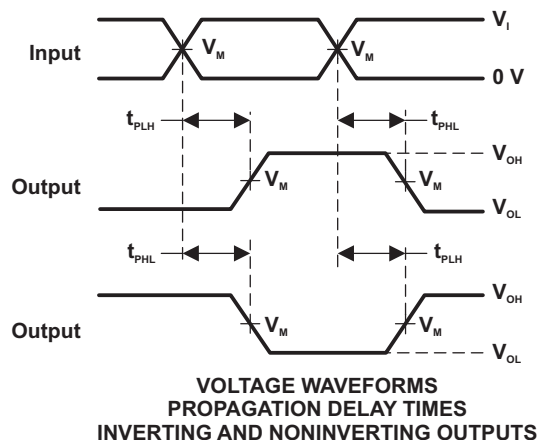 V_I
Input
V_M
V_M
0 V
t_PLH
t_PHL
V_OH
Output
V_M
V_M
V_OL
t_PHL
t_PLH
V_OH
Output
V_M
V_M
V_OL
VOLTAGE WAVEFORMS
PROPAGATION DELAY TIMES
INVERTING AND NONINVERTING OUTPUTS